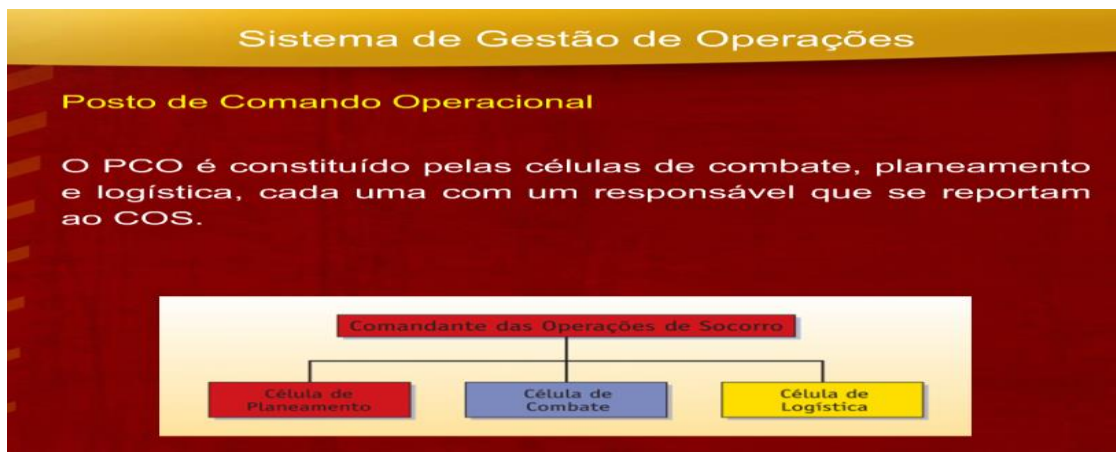 Sistema de Gestão de Operações
Posto de Comando Operacional
O PCO é constituído pelas células de combate, planeamento
e logística, cada uma com um responsável que se reportam
ao COS.
Comandante das Operações de Socorro
Célula de
Planeamento
Célula de
Combate
Célula de
Logística